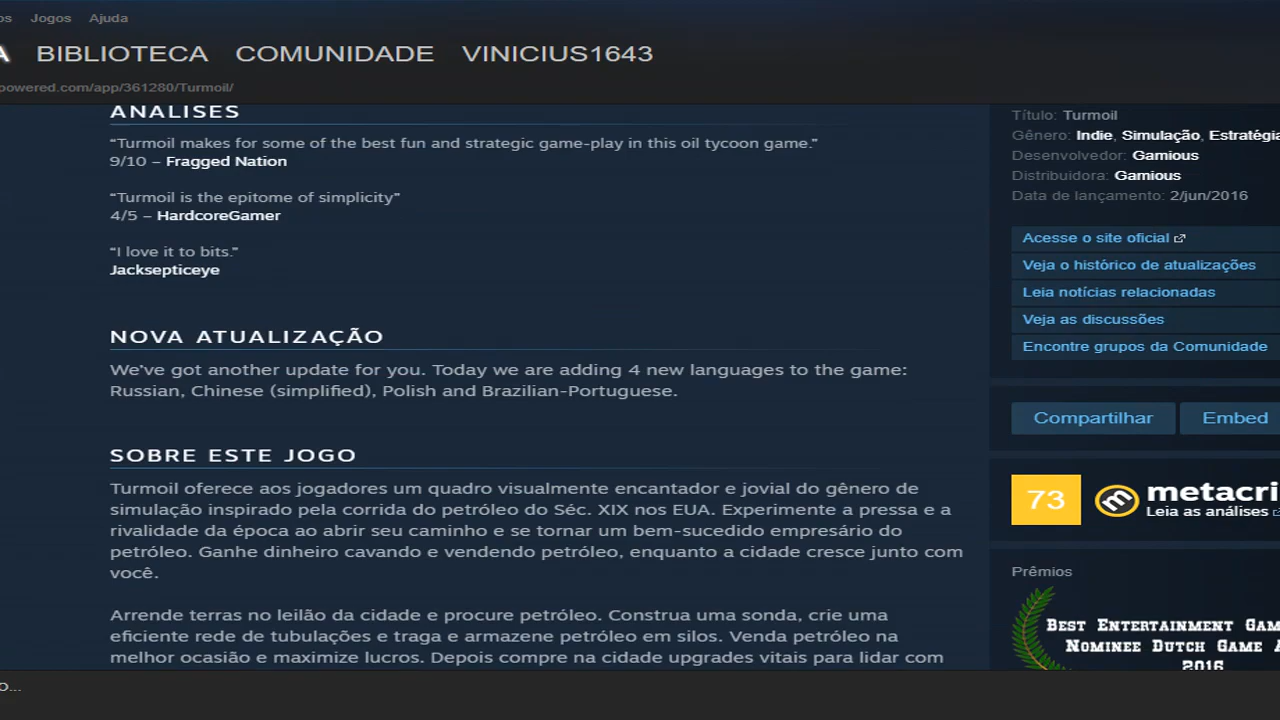 os Jogos Ajuda
A BIBLIOTECA COMUNIDADE VINICIUS1643
powered.com/app/361280/Turmoil/
ANÁLISES
“Turmoil makes for some of the best fun and strategic game-play in this oil tycoon game.”
9/10 – Fragged Nation
“Turmoil is the epitome of simplicity”
4/5 – HardcoreGamer
“I love it to bits.”
Jacksepticeye
NOVA ATUALIZAÇÃO
We've got another update for you. Today we are adding 4 new languages to the game:
Russian, Chinese (simplified), Polish and Brazilian-Portuguese.
SOBRE ESTE JOGO
Turmoil oferece aos jogadores um quadro visualmente encantador e jovial do gênero de
simulação inspirado pela corrida do petróleo do Séc. XIX nos EUA. Experimente a pressa e a
rivalidade da época ao abrir seu caminho e se tornar um bem-sucedido empresário do
petróleo. Ganhe dinheiro cavando e vendendo petróleo, enquanto a cidade cresce junto com
você.
Arrende terras no leilão da cidade e procure petróleo. Construa uma sonda, crie uma
eficiente rede de tubulações e traga e armazene petróleo em silos. Venda petróleo na
melhor ocasião e maximize lucros. Depois compre na cidade upgrades vitais para lidar com
Título: Turmoil
Gênero: Indie, Simulação, Estratégia
Desenvolvedor: Gamious
Distribuidora: Gamious
Data de lançamento: 2/jun/2016
Acesse o site oficial
Veja o histórico de atualizações
Leia notícias relacionadas
Veja as discussões
Encontre grupos da Comunidade
Compartilhar Embed
73 metacri
Leia as análises
Prêmios
BEST ENTERTAINMENT GAM
NOMINEE DUTCH GAME A
2016
O...